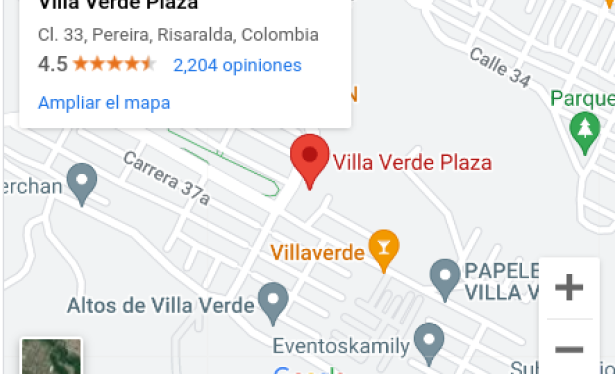 Villa Verde Plaza
Cl. 33, Pereira, Risaralda, Colombia
4.5 2,204 opiniones
Ampliar el mapa
Calle 34
Parque
Villa Verde Plaza
erchan
Carrera 37a
Villaverde
PAPELE
VILLA V
Altos de Villa Verde
Eventoskamily
Google